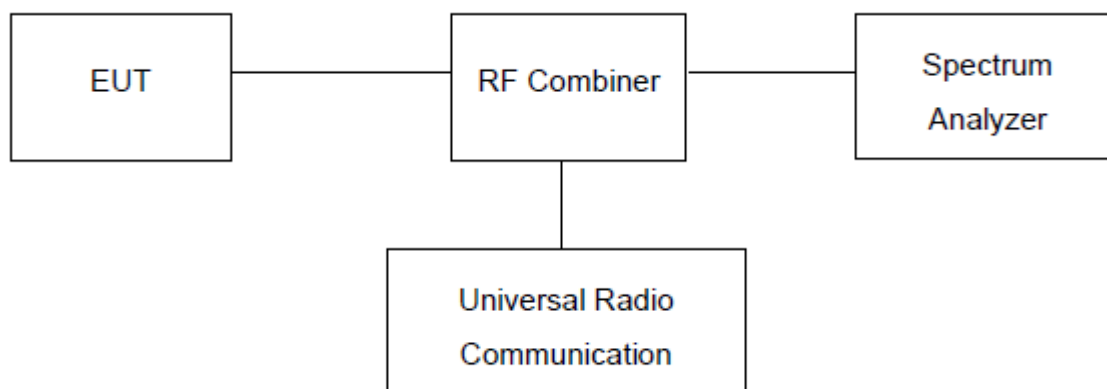 EUT
RF Combiner
Spectrum
Analyzer
Universal Radio
Communication